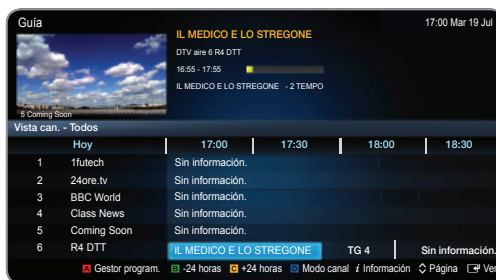 Guía
17:00 Mar 19 Jul
IL MEDICO E LO STREGONE
DTV aire 6 R4 DTT
16:55 - 17:55
IL MEDICO E LO STREGONE - 2 TEMPO
5 Coming Soon
Vista can. - Todos
Hoy 17:00 17:30 18:00 18:30
1 1futech Sin información.
2 24ore.tv Sin información.
3 BBC World Sin información.
4 Class News Sin información.
5 Coming Soon Sin información.
6 R4 DTT IL MEDICO E LO STREGONE TG 4 Sin información.
A Gestor program. B -24 horas C +24 horas D Modo canal i Información Página Ver